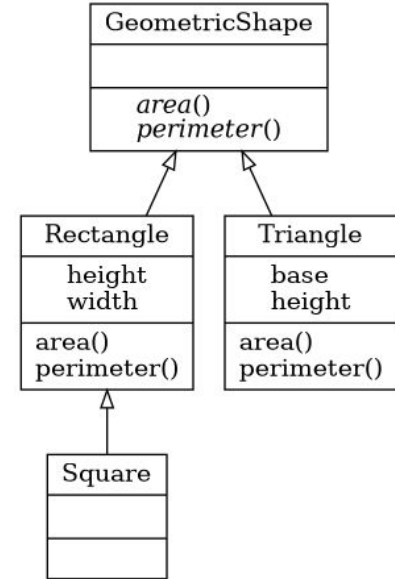 GeometricShape
area()
perimeter()
Rectangle
height
width
area()
perimeter()
Triangle
base
height
area()
perimeter()
Square